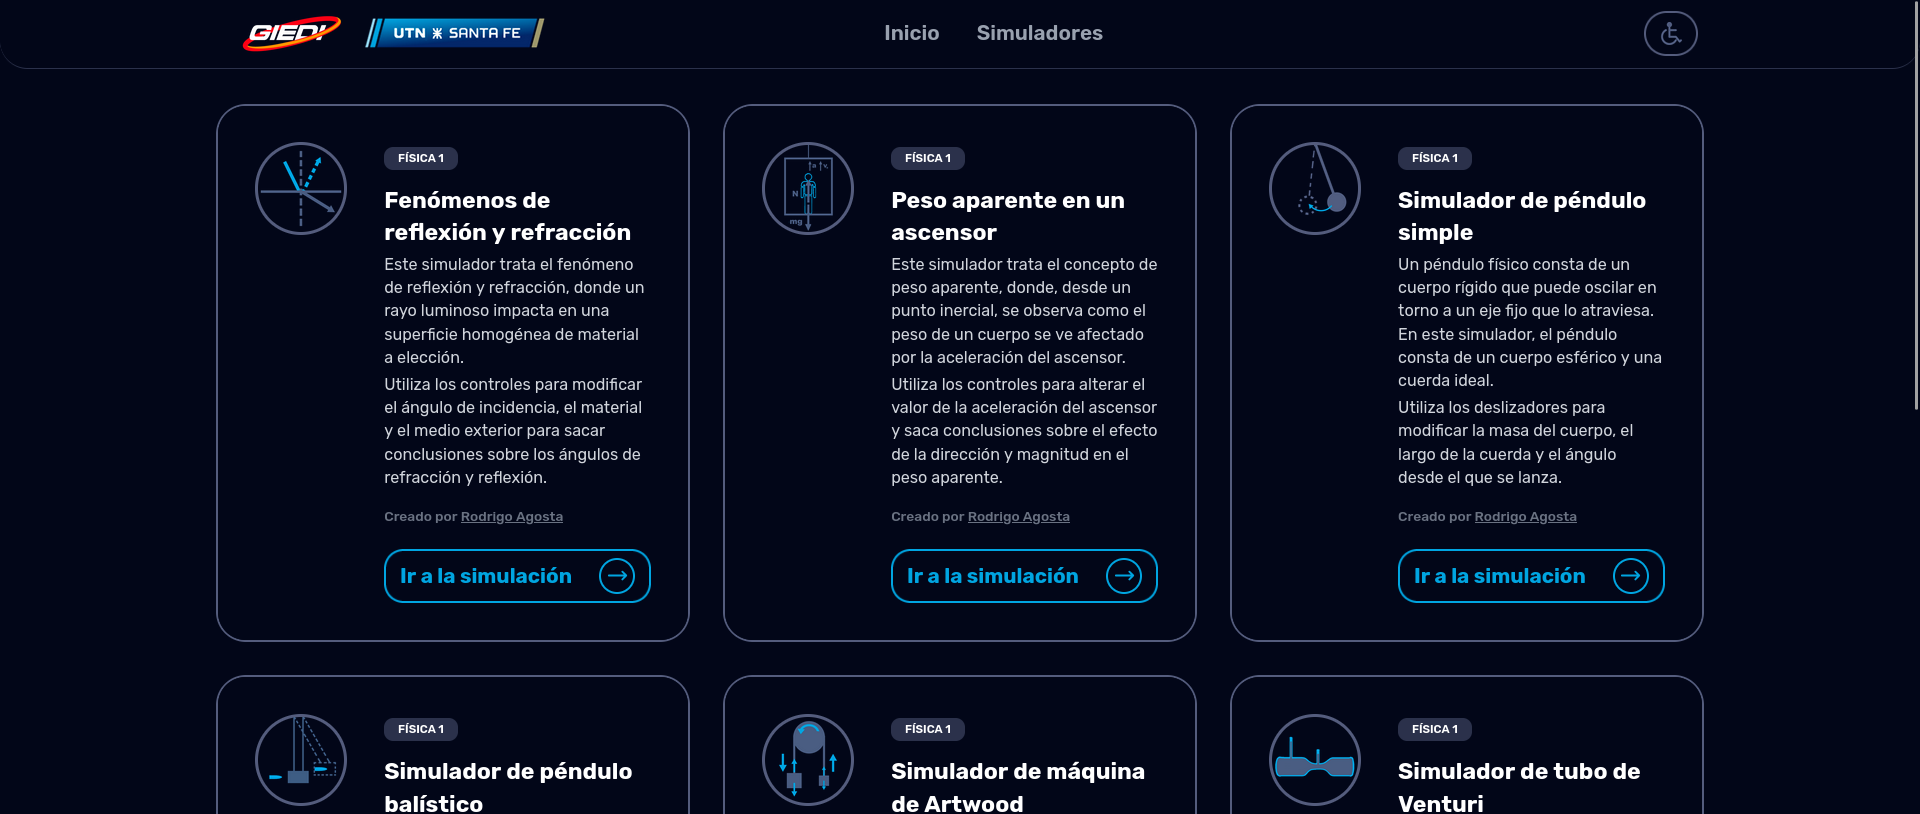 GIEDI
UTN SANTA FE
Inicio
Simuladores
FÍSICA 1
Fenómenos de
reflexión y refracción
Este simulador trata el fenómeno
de reflexión y refracción, donde un
rayo luminoso impacta en una
superficie homogénea de material
a elección.
Utiliza los controles para modificar
el ángulo de incidencia, el material
y el medio exterior para sacar
conclusiones sobre los ángulos de
refracción y reflexión.
Creado por Rodrigo Agosta
Ir a la simulación
a v.
N
mg
FÍSICA 1
Peso aparente en un
ascensor
Este simulador trata el concepto de
peso aparente, donde, desde un
punto inercial, se observa como el
peso de un cuerpo se ve afectado
por la aceleración del ascensor.
Utiliza los controles para alterar el
valor de la aceleración del ascensor
y saca conclusiones sobre el efecto
de la dirección y magnitud en el
peso aparente.
Creado por Rodrigo Agosta
Ir a la simulación
FÍSICA 1
Simulador de péndulo
simple
Un péndulo físico consta de un
cuerpo rígido que puede oscilar en
torno a un eje fijo que lo atraviesa.
En este simulador, el péndulo
consta de un cuerpo esférico y una
cuerda ideal.
Utiliza los deslizadores para
modificar la masa del cuerpo, el
largo de la cuerda y el ángulo
desde el que se lanza.
Creado por Rodrigo Agosta
Ir a la simulación
FÍSICA 1
Simulador de péndulo
balístico
FÍSICA 1
Simulador de máquina
de Artwood
FÍSICA 1
Simulador de tubo de
Venturi